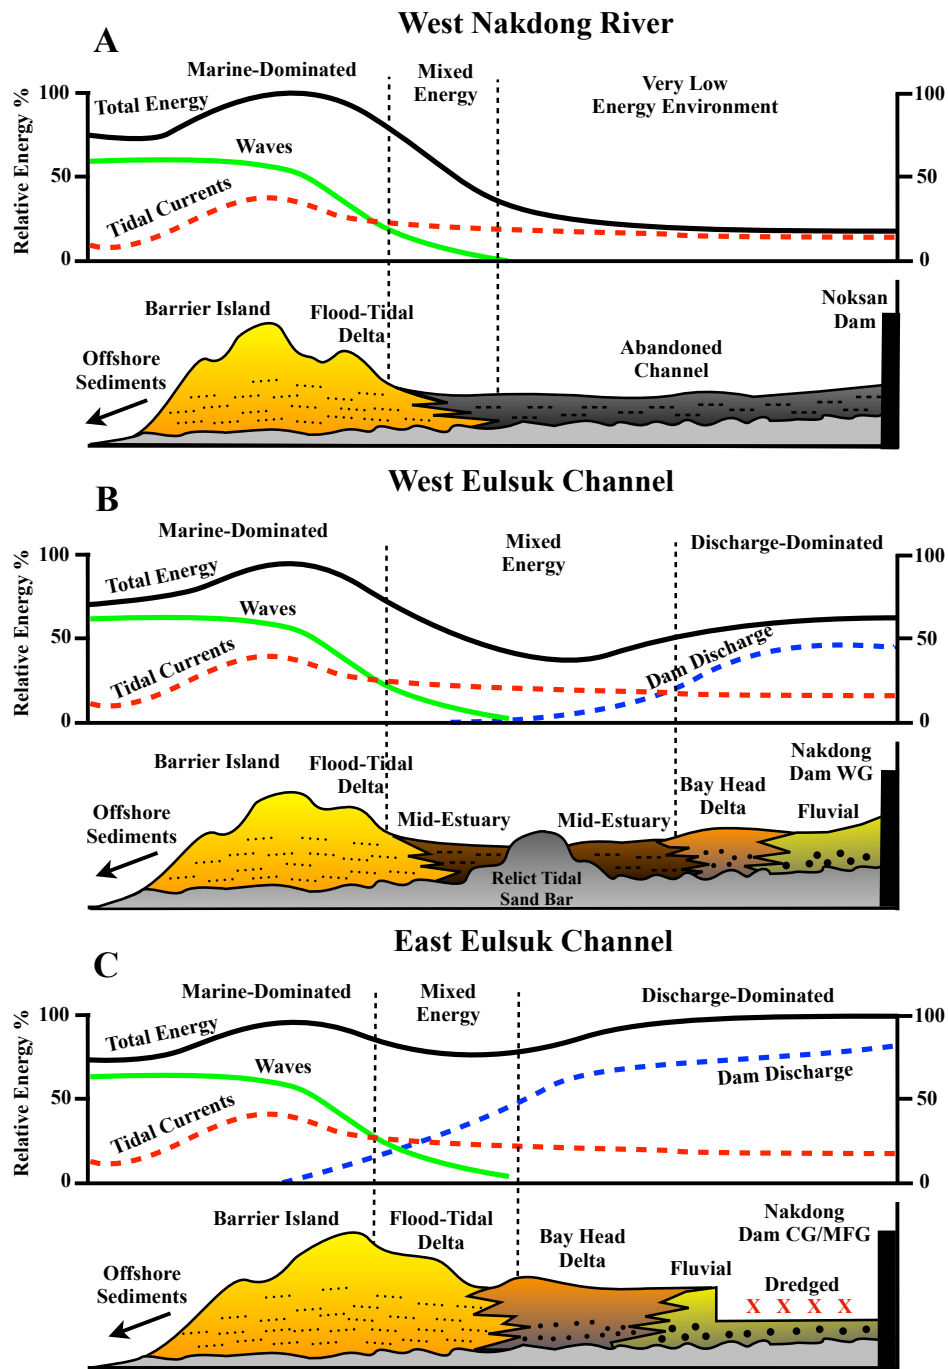 West Nakdong River
A
Marine-Dominated
Mixed
Energy
Very Low
Energy Environment
Relative Energy %
100
50
0
100
50
0
Total Energy
Waves
Tidal Currents
Barrier Island
Flood-Tidal
Delta
Offshore
Sediments
Abandoned
Channel
Noksan
Dam
West Eulsuk Channel
B
Marine-Dominated
Mixed
Energy
Discharge-Dominated
Relative Energy %
100
50
0
100
50
0
Total Energy
Waves
Tidal Currents
Dam Discharge
Barrier Island
Flood-Tidal
Delta
Offshore
Sediments
Mid-Estuary
Relict Tidal
Sand Bar
Mid-Estuary
Bay Head
Delta
Nakdong
Dam WG
Fluvial
East Eulsuk Channel
C
Marine-Dominated
Mixed
Energy
Discharge-Dominated
Relative Energy %
100
50
0
100
50
0
Total Energy
Waves
Tidal Currents
Dam Discharge
Barrier Island
Flood-Tidal
Delta
Offshore
Sediments
Bay Head
Delta
Fluvial
Nakdong
Dam CG/MFG
Dredged
X X X X